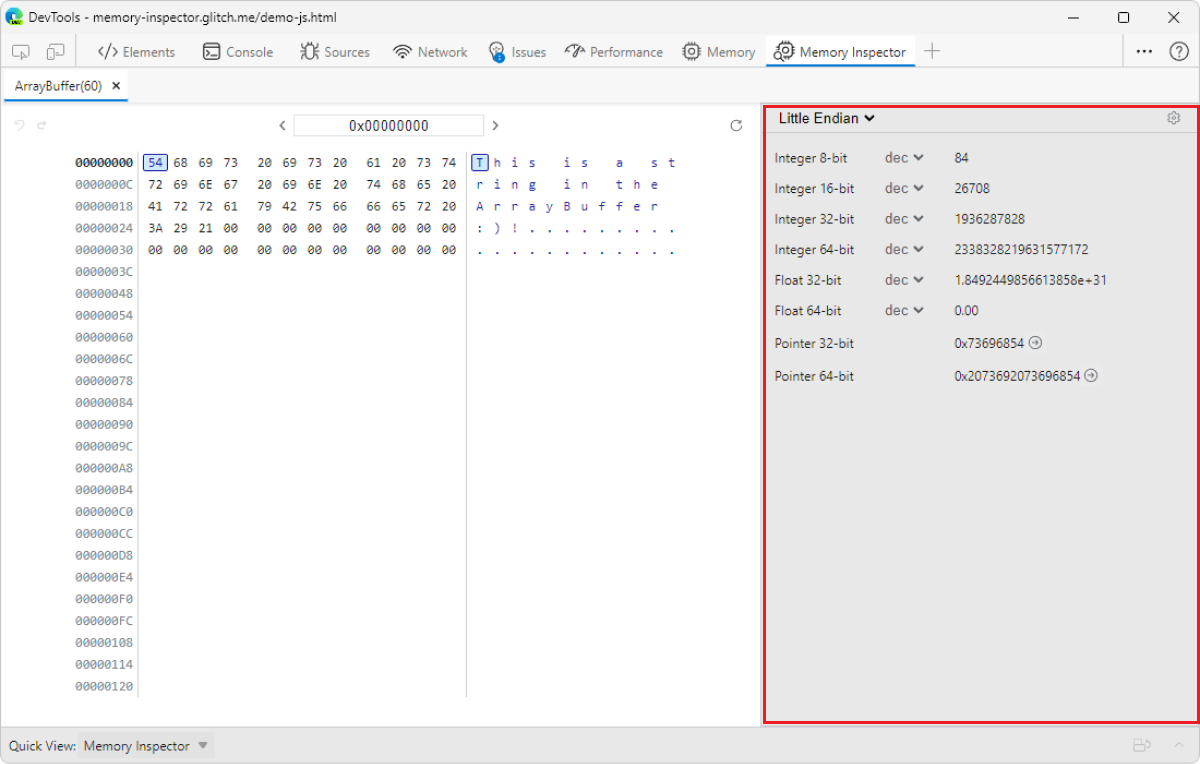 DevTools - memory-inspector.glitch.me/demo-js.html
Elements Console Sources Network Issues Performance Memory Memory Inspector
ArrayBuffer(60)
0x00000000
00000000 54 68 69 73 20 69 73 20 61 20 73 74 T h i s i s a s t
0000000C 72 69 6E 67 20 69 6E 20 74 68 65 20 r i n g i n t h e
00000018 41 72 72 61 79 42 75 66 66 65 72 20 A r r a y B u f f e r
00000024 3A 29 21 00 00 00 00 00 00 00 00 00 : ) ! . . . . . . . . .
00000030 00 00 00 00 00 00 00 00 00 00 00 00 . . . . . . . . . . . .
0000003C
00000048
00000054
00000060
0000006C
00000078
00000084
00000090
0000009C
000000A8
000000B4
000000C0
000000CC
000000D8
000000E4
000000F0
000000FC
00000108
00000114
00000120
Little Endian
Integer 8-bit dec 84
Integer 16-bit dec 26708
Integer 32-bit dec 1936287828
Integer 64-bit dec 2338328219631577172
Float 32-bit dec 1.8492449856613858e+31
Float 64-bit dec 0.00
Pointer 32-bit 0x73696854
Pointer 64-bit 0x2073692073696854
Quick View: Memory Inspector